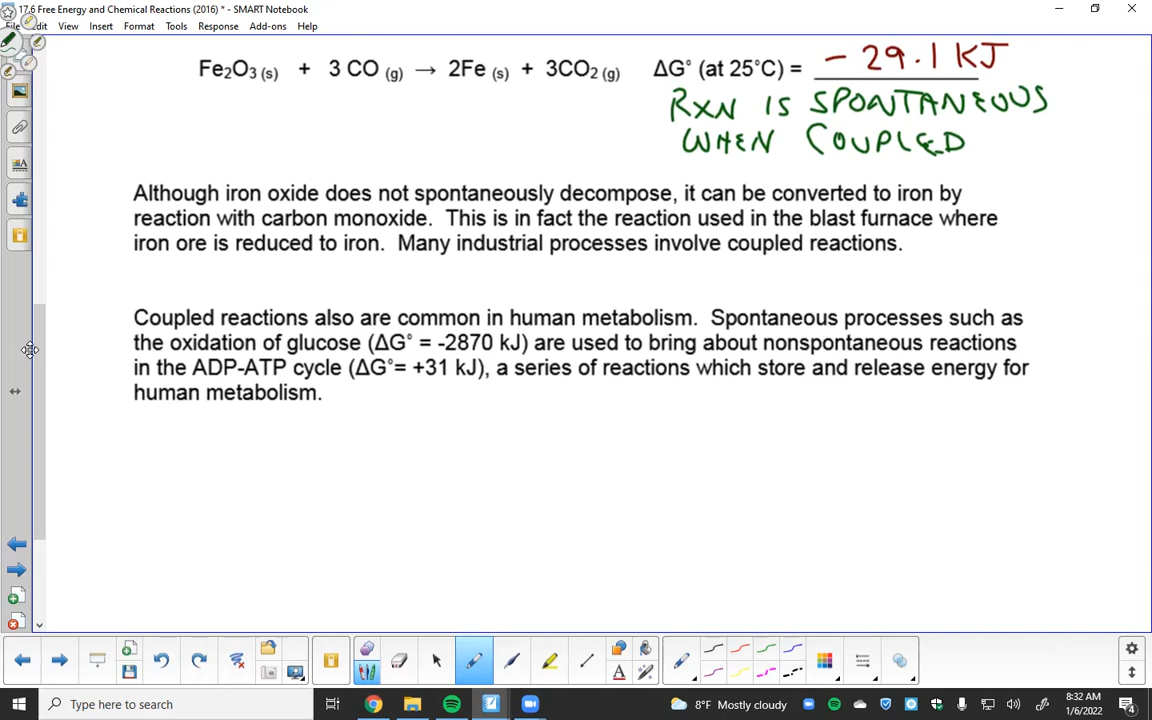 17.6 Free Energy and Chemical Reactions (2016) * - SMART Notebook
File Edit View Insert Format Tools Response Add-ons Help
Fe₂O₃ (s) + 3 CO (g) → 2Fe (s) + 3CO₂ (g) ΔG° (at 25°C) = - 29.1 KJ
RXN IS SPONTANEOUS
WHEN COUPLED
Although iron oxide does not spontaneously decompose, it can be converted to iron by
reaction with carbon monoxide. This is in fact the reaction used in the blast furnace where
iron ore is reduced to iron. Many industrial processes involve coupled reactions.
Coupled reactions also are common in human metabolism. Spontaneous processes such as
the oxidation of glucose (ΔG° = -2870 kJ) are used to bring about nonspontaneous reactions
in the ADP-ATP cycle (ΔG°= +31 kJ), a series of reactions which store and release energy for
human metabolism.
Type here to search
8°F Mostly cloudy
8:32 AM
1/6/2022
4